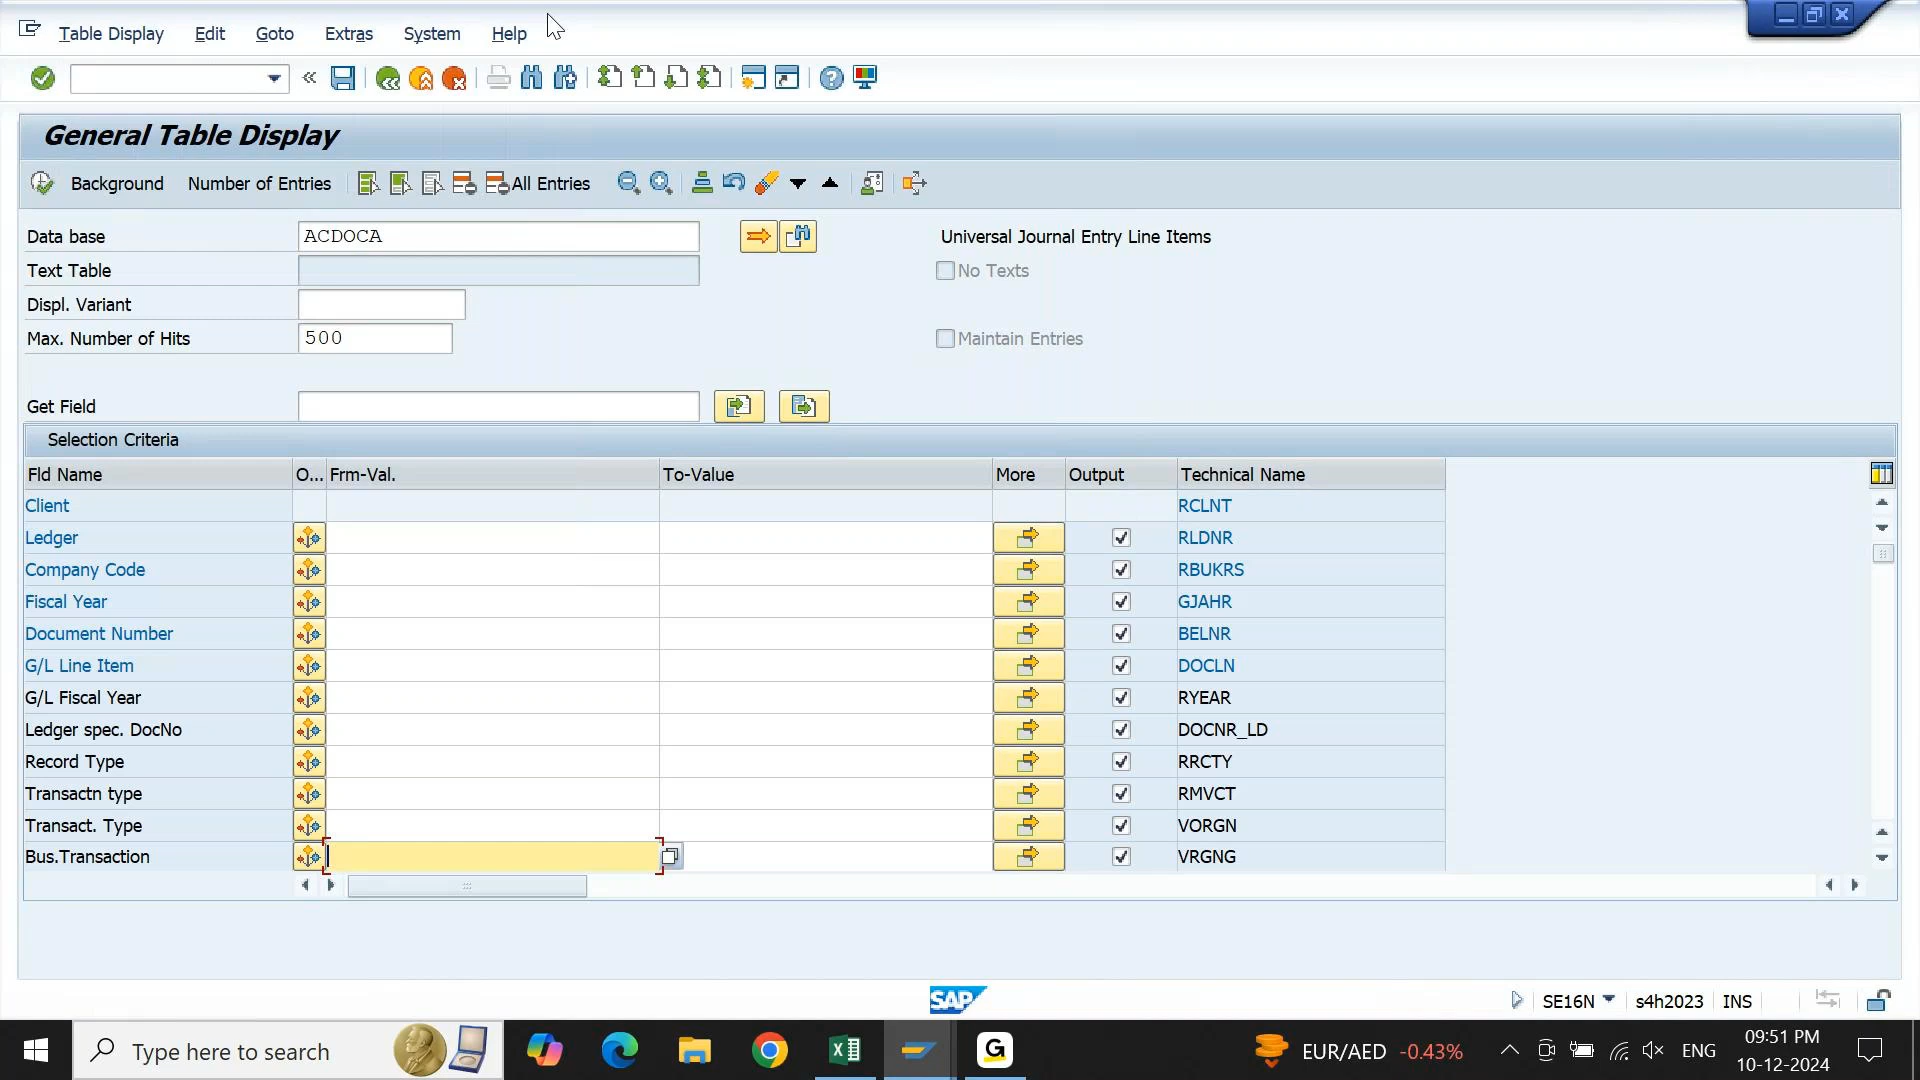 Table Display Edit Goto Extras System Help
General Table Display
Background Number of Entries All Entries
Data base ACDOCA Universal Journal Entry Line Items
Text Table No Texts
Displ. Variant
Max. Number of Hits 500 Maintain Entries
Get Field
Selection Criteria
Fld Name O... Frm-Val. To-Value More Output Technical Name
Client RCLNT
Ledger RLDNR
Company Code RBUKRS
Fiscal Year GJAHR
Document Number BELNR
G/L Line Item DOCLN
G/L Fiscal Year RYEAR
Ledger spec. DocNo DOCNR_LD
Record Type RRCTY
Transactn type RMVCT
Transact. Type VORGN
Bus.Transaction VRGNG
SAP SE16N s4h2023 INS
Type here to search EUR/AED -0.43% ENG 09:51 PM
10-12-2024